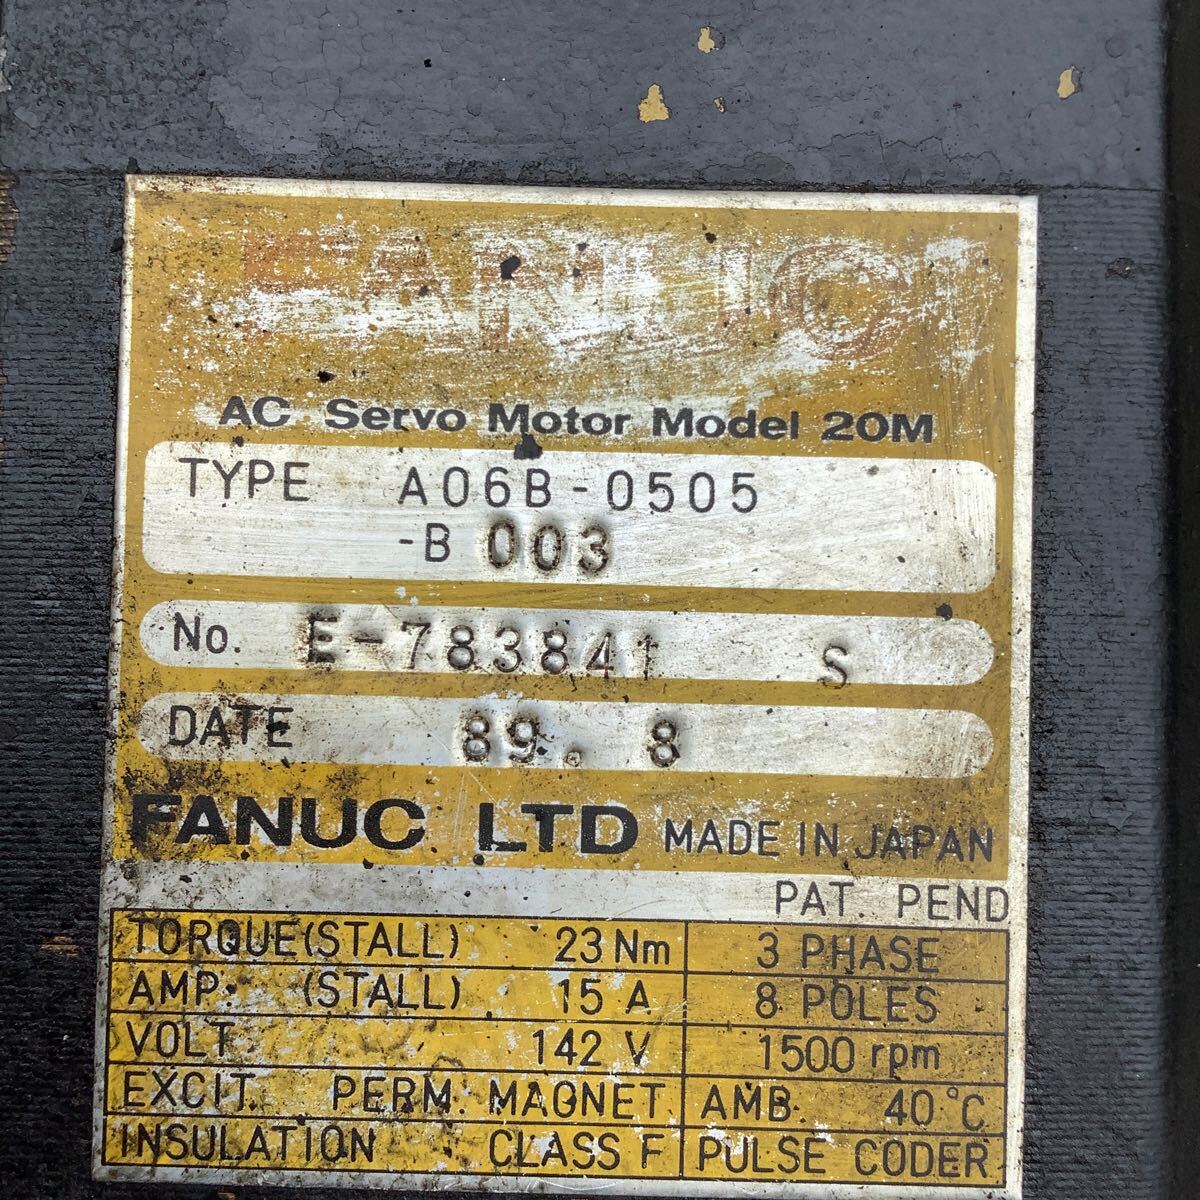 FANUC
AC Servo Motor Model 20M
TYPE A06B-0505
-B 003
No. E-783841 S
DATE 89. 8
FANUC LTD MADE IN JAPAN
PAT. PEND
TORQUE(STALL) 23 Nm 3 PHASE
AMP. (STALL) 15 A 8 POLES
VOLT. 142 V 1500 rpm
EXCIT. PERM. MAGNET AMB. 40 °C
INSULATION CLASS F PULSE CODER